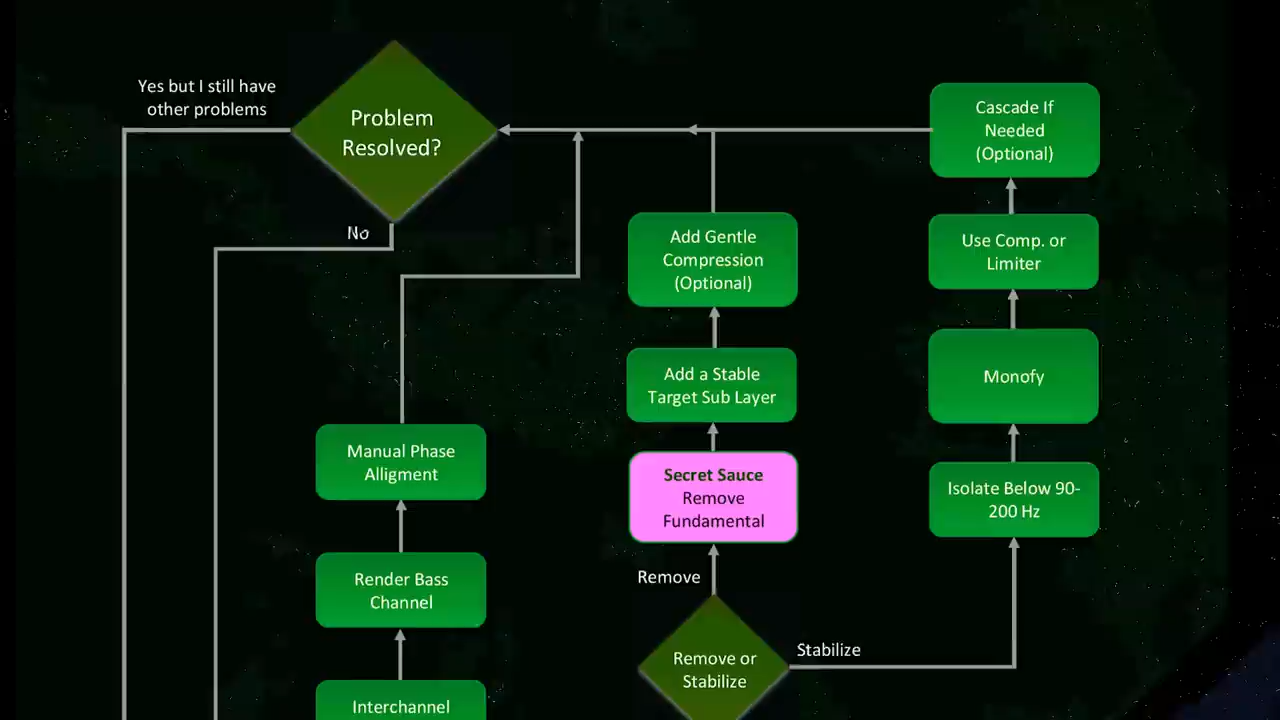 Yes but I still have
other problems
Problem
Resolved?
No
Cascade If
Needed
(Optional)
Add Gentle
Compression
(Optional)
Use Comp. or
Limiter
Add a Stable
Target Sub Layer
Monofy
Manual Phase
Alligment
Secret Sauce
Remove
Fundamental
Isolate Below 90-
200 Hz
Render Bass
Channel
Remove
Remove or
Stabilize
Stabilize
Interchannel